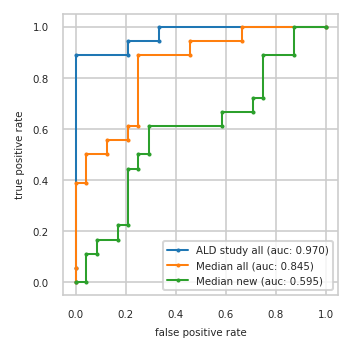 true positive rate
1.0
0.8
0.6
0.4
0.2
0.0
ALD study all (auc: 0.970)
Median all (auc: 0.845)
Median new (auc: 0.595)
0.0 0.2 0.4 0.6 0.8 1.0
false positive rate